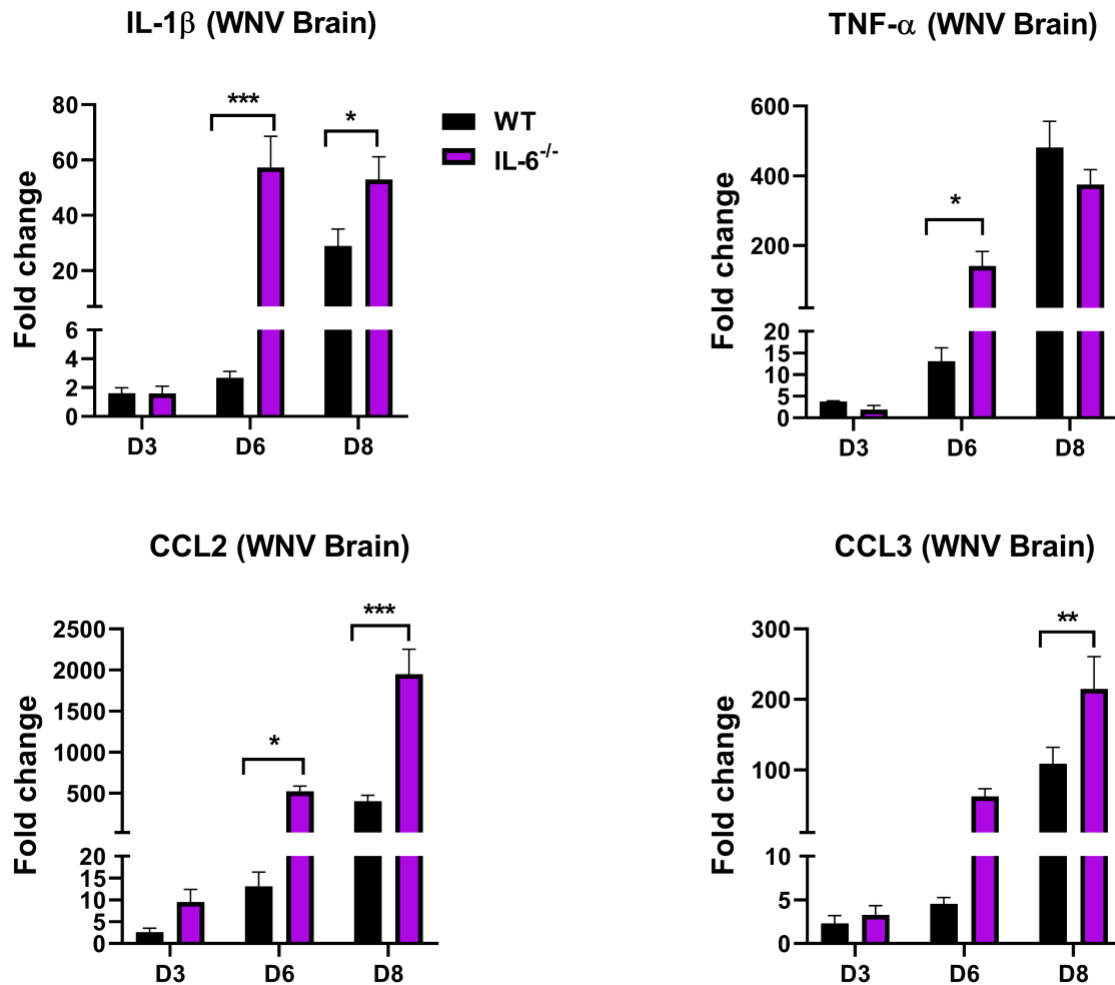 IL-1β (WNV Brain)
Fold change
80
60
40
20
6
4
2
0
***
*
D3 D6 D8
WT
IL-6-/-
TNF-α (WNV Brain)
Fold change
600
400
200
20
15
10
5
0
*
D3 D6 D8
CCL2 (WNV Brain)
Fold change
2500
2000
1500
1000
500
20
15
10
5
0
*
***
D3 D6 D8
CCL3 (WNV Brain)
Fold change
300
200
100
10
5
0
**
D3 D6 D8